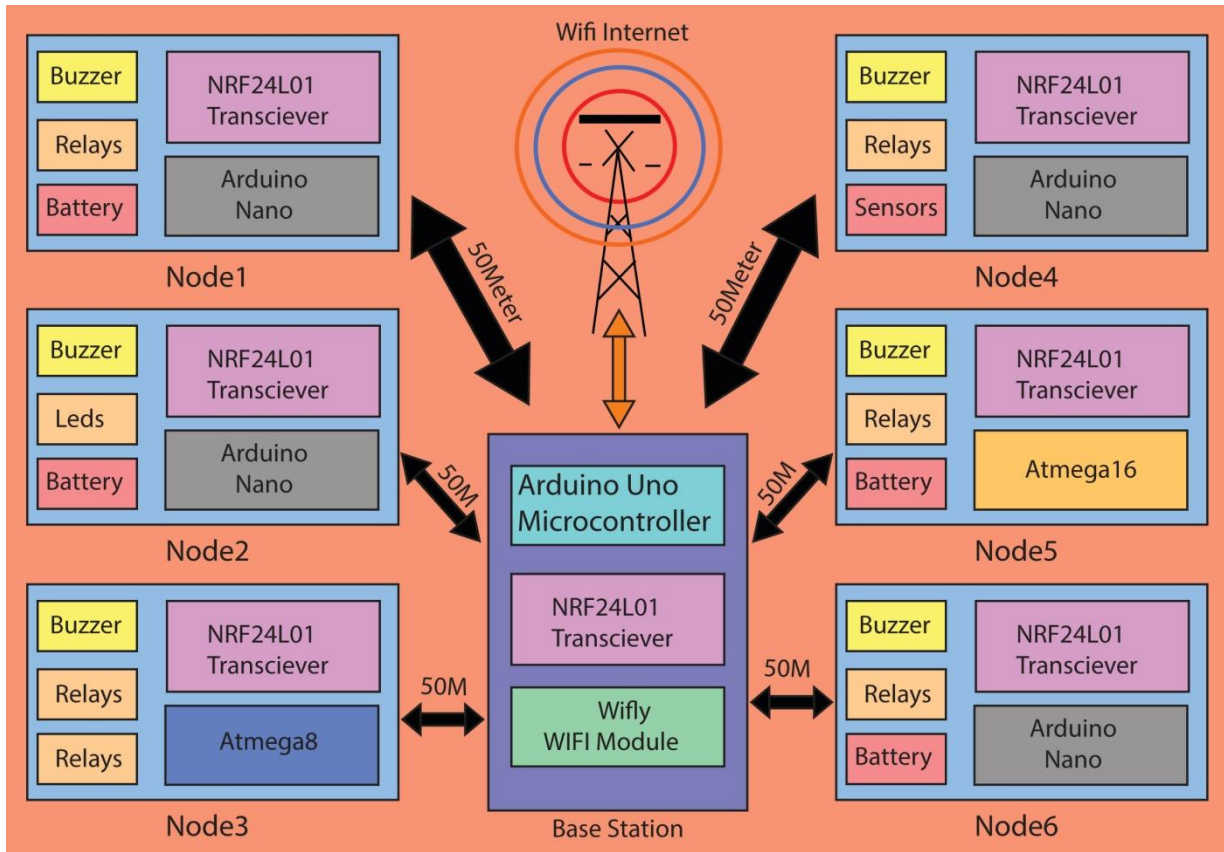 Wifi Internet
Buzzer
Relays
Battery
NRF24L01
Transciever
Arduino
Nano
Node1
50Meter
Buzzer
Leds
Battery
NRF24L01
Transciever
Arduino
Nano
Node2
50M
Buzzer
Relays
Relays
NRF24L01
Transciever
Atmega8
Node3
50M
Arduino Uno
Microcontroller
NRF24L01
Transciever
Wifly
WIFI Module
Base Station
Buzzer
Relays
Sensors
NRF24L01
Transciever
Arduino
Nano
Node4
50Meter
Buzzer
Relays
Battery
NRF24L01
Transciever
Atmega16
Node5
50M
Buzzer
Relays
Battery
NRF24L01
Transciever
Arduino
Nano
Node6
50M